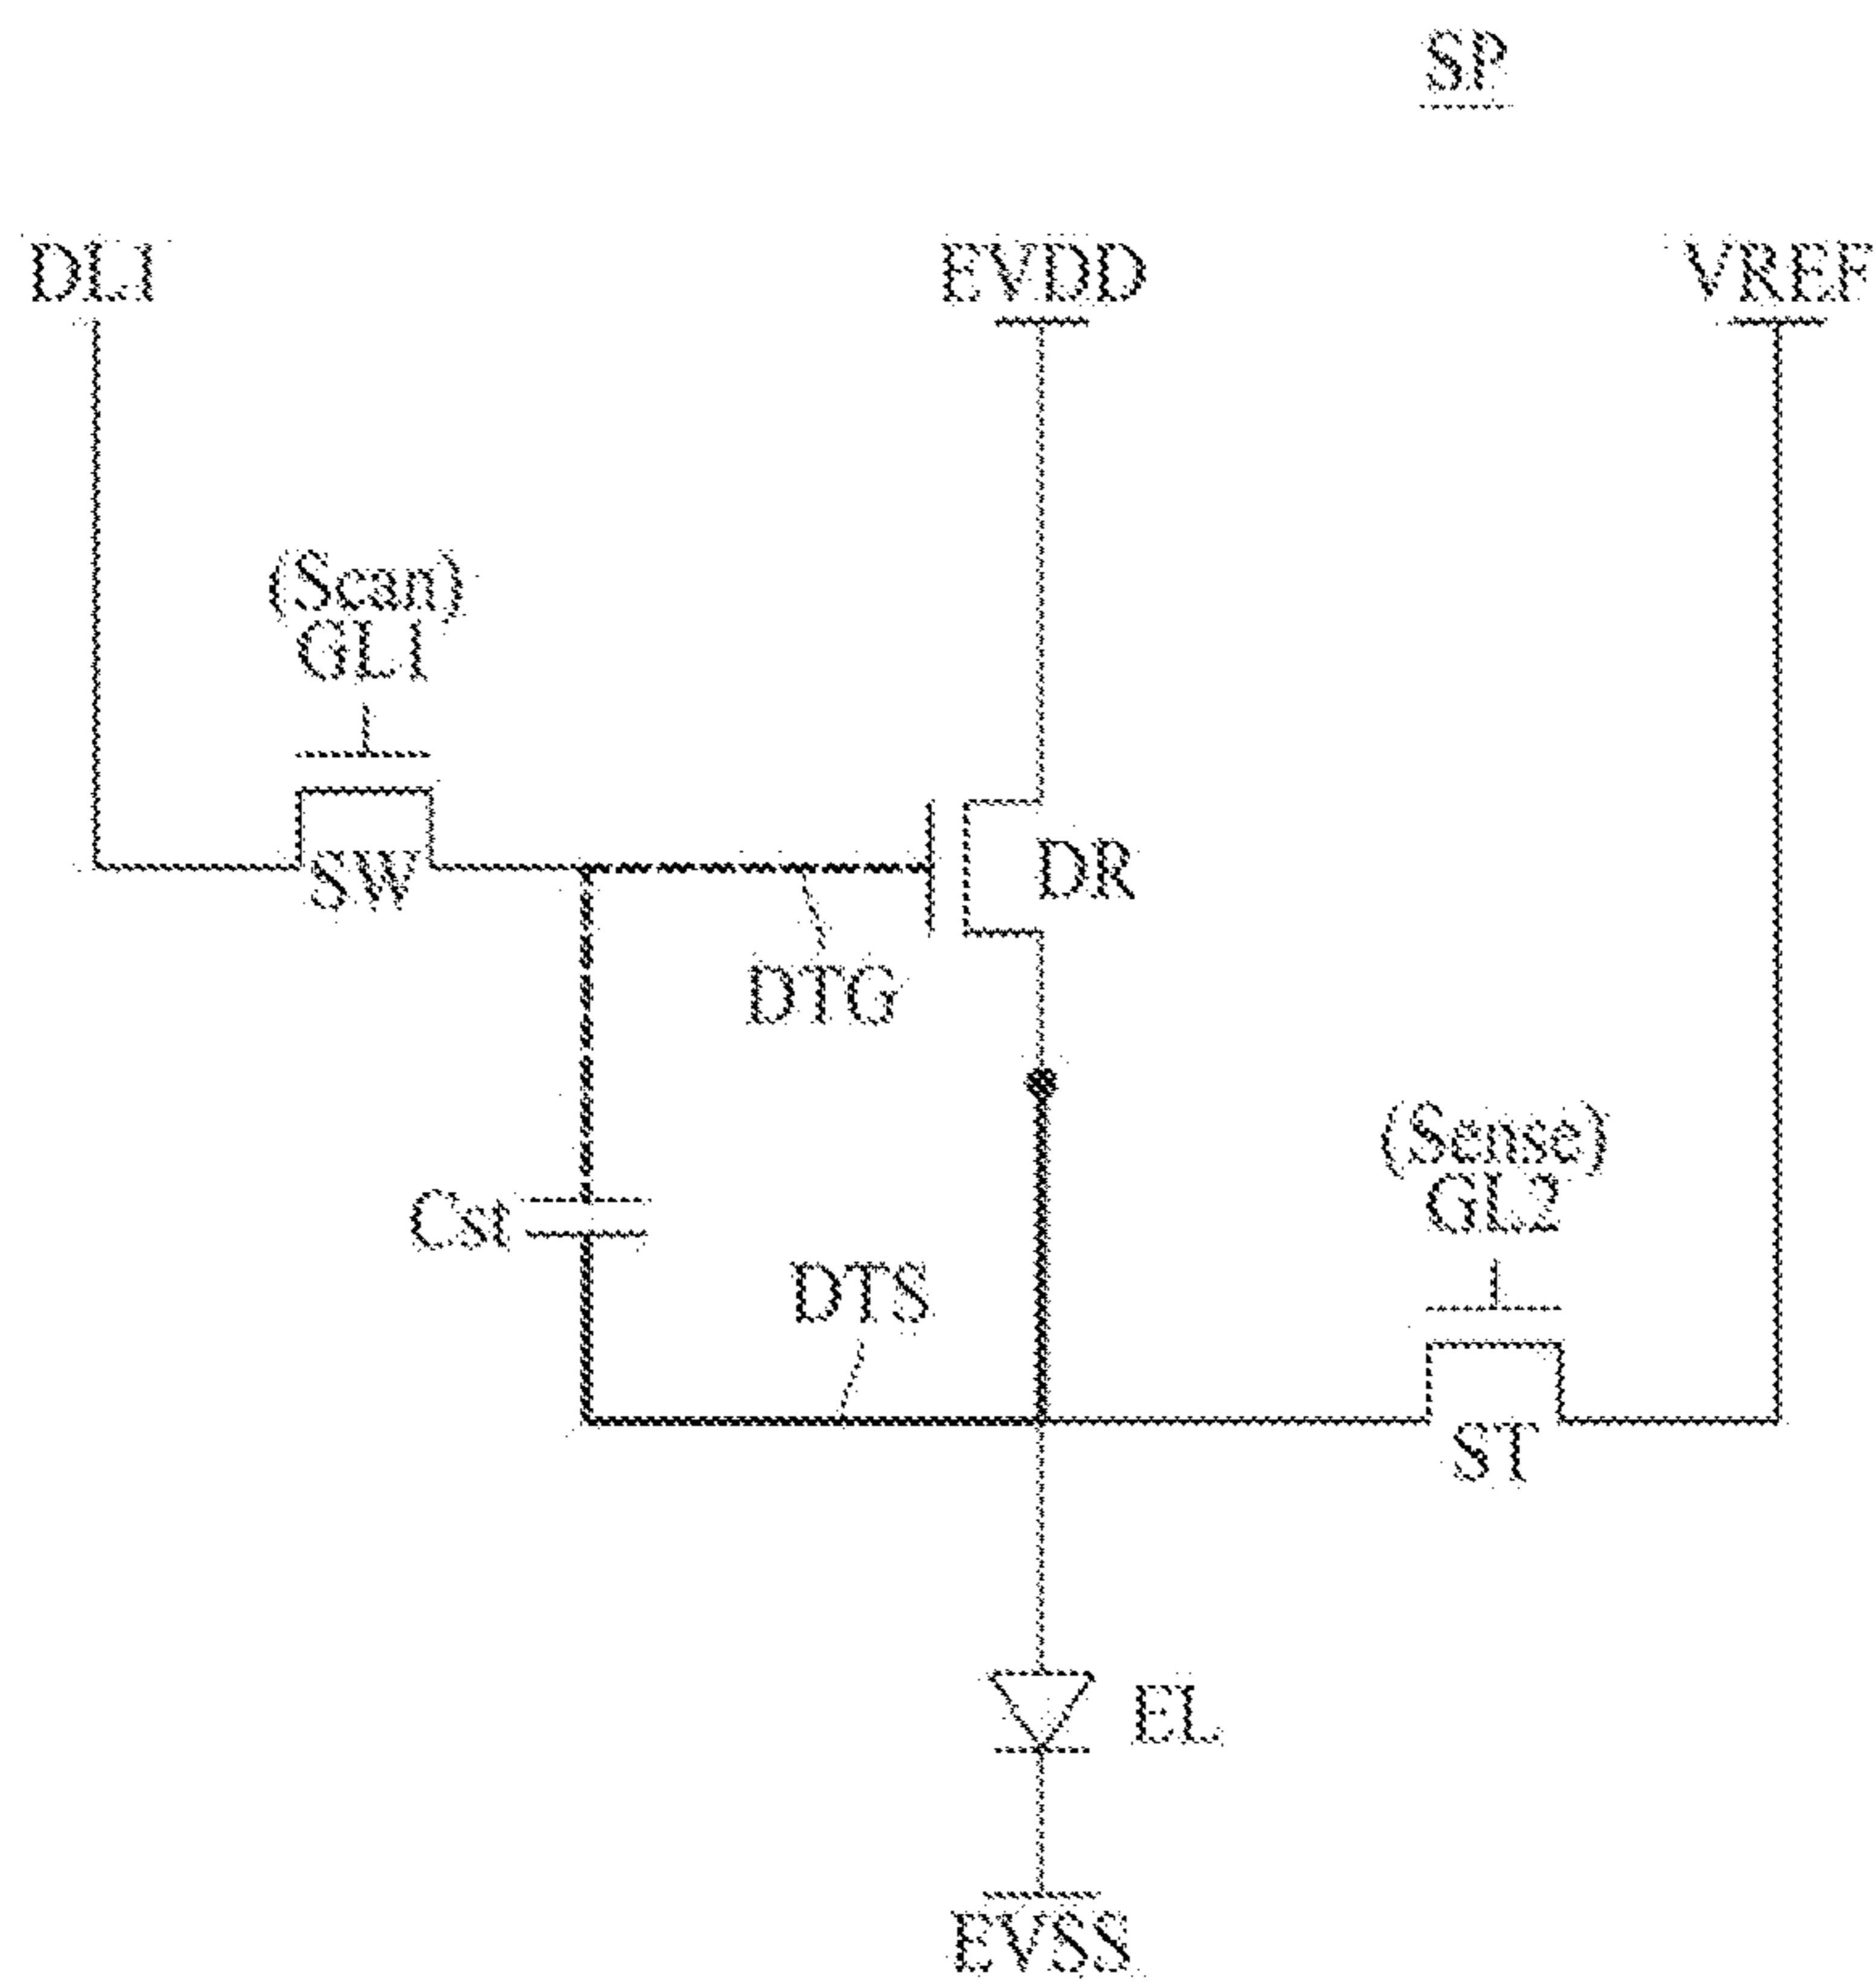 SP
DL1
EVDD
VREF
(Scan)
GL1
SW
DR
DTG
(Sense)
GL2
Cst
DTS
ST
EL
EVSS